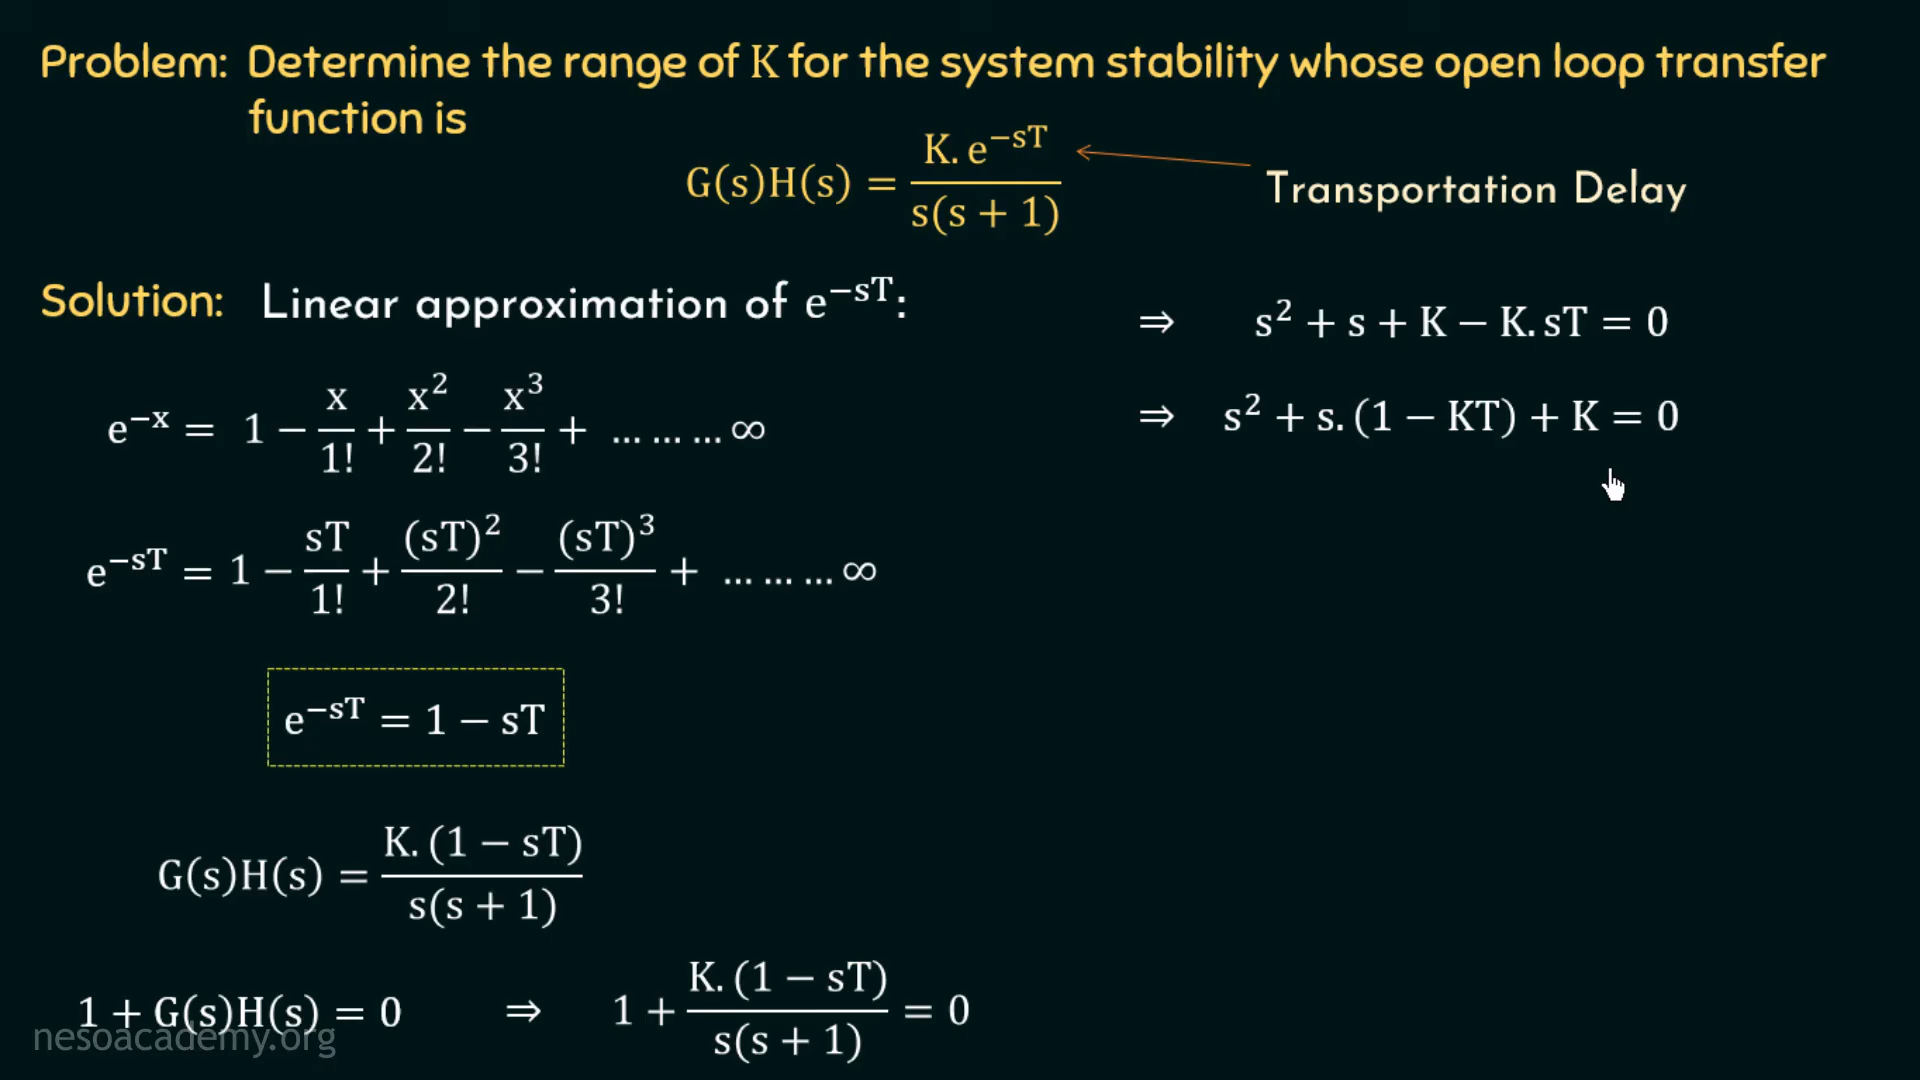 Problem: Determine the range of K for the system stability whose open loop transfer
function is
G(s)H(s) = K. e^{−sT} / s(s + 1)
Transportation Delay
Solution: Linear approximation of e^{−sT}:
e^{−x} = 1 − x/1! + x²/2! − x³/3! + ... ... ... ∞
e^{−sT} = 1 − sT/1! + (sT)²/2! − (sT)³/3! + ... ... ... ∞
e^{−sT} = 1 − sT
G(s)H(s) = K. (1 − sT) / s(s + 1)
1 + G(s)H(s) = 0 ⇒ 1 + K. (1 − sT) / s(s + 1) = 0
⇒ s² + s + K − K. sT = 0
⇒ s² + s. (1 − KT) + K = 0
nesoacademy.org